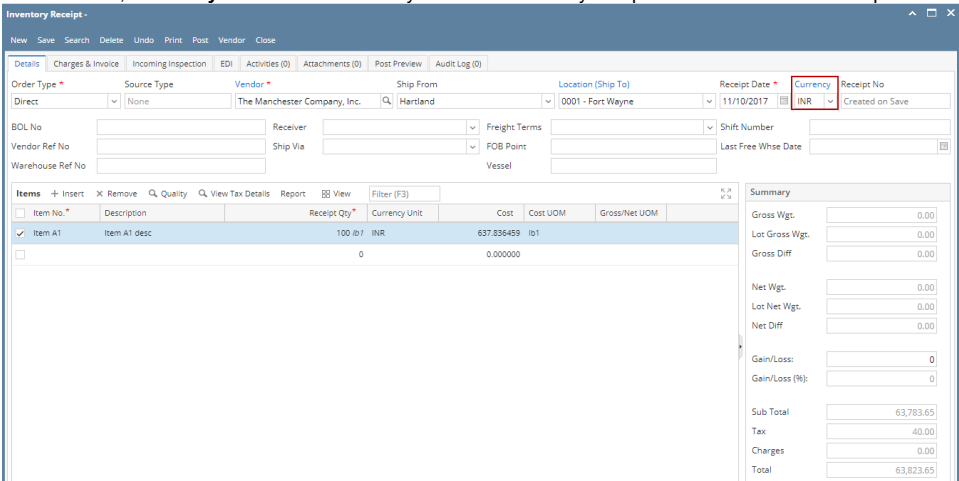 Inventory Receipt -
New Save Search Delete Undo Print Post Vendor Close
Details Charges & Invoice Incoming Inspection EDI Activities (0) Attachments (0) Post Preview Audit Log (0)
Order Type * Source Type Vendor * Ship From Location (Ship To) Receipt Date * Currency Receipt No
Direct None The Manchester Company, Inc. Hartland 0001 - Fort Wayne 11/10/2017 INR Created on Save
BOL No Receiver Freight Terms Shift Number
Vendor Ref No Ship Via FOB Point Last Free Whse Date
Warehouse Ref No Vessel
Items + Insert × Remove Quality View Tax Details Report View Filter (F3) Summary
Item No.* Description Receipt Qty* Currency Unit Cost Cost UOM Gross/Net UOM
Item A1 Item A1 desc 100 lb1 INR 637.836459 lb1
0 0.000000
Gross Wgt. 0.00
Lot Gross Wgt. 0.00
Gross Diff 0.00
Net Wgt. 0.00
Lot Net Wgt. 0.00
Net Diff 0.00
Gain/Loss: 0
Gain/Loss (%): 0
Sub Total 63,783.65
Tax 40.00
Charges 0.00
Total 63,823.65